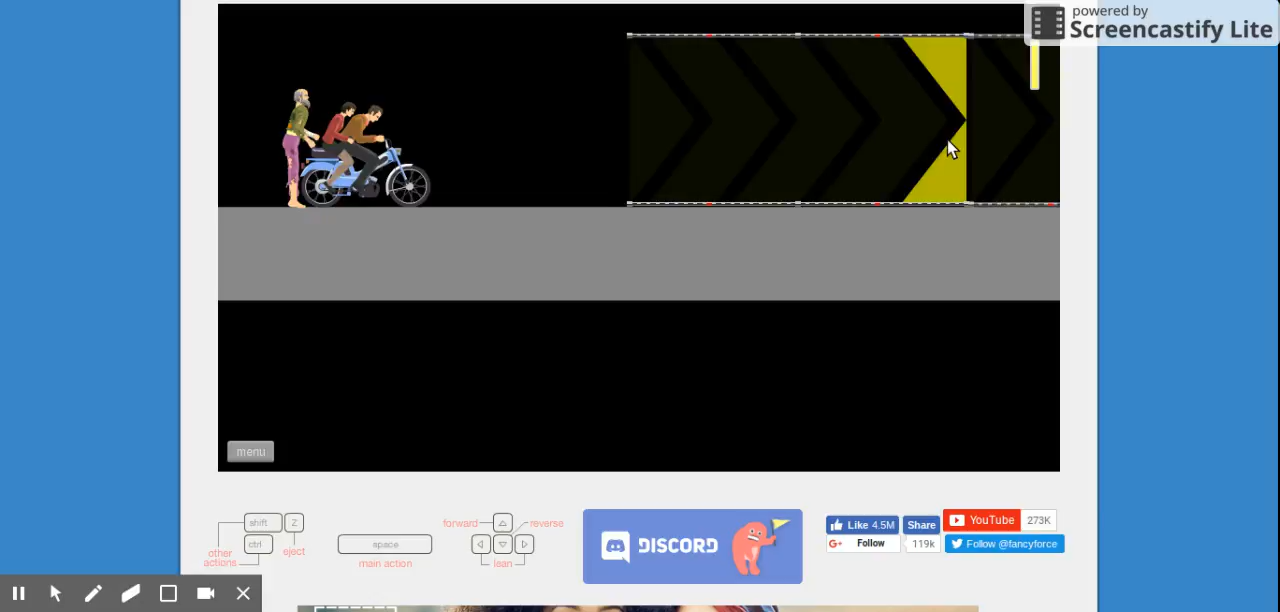 powered by
Screencastify Lite
menu
shift
Z
ctrl
other
actions
eject
space
main action
forward
reverse
lean
DISCORD
Like 4.5M
Share
YouTube
273K
G+
Follow
119k
Follow @fancyforce